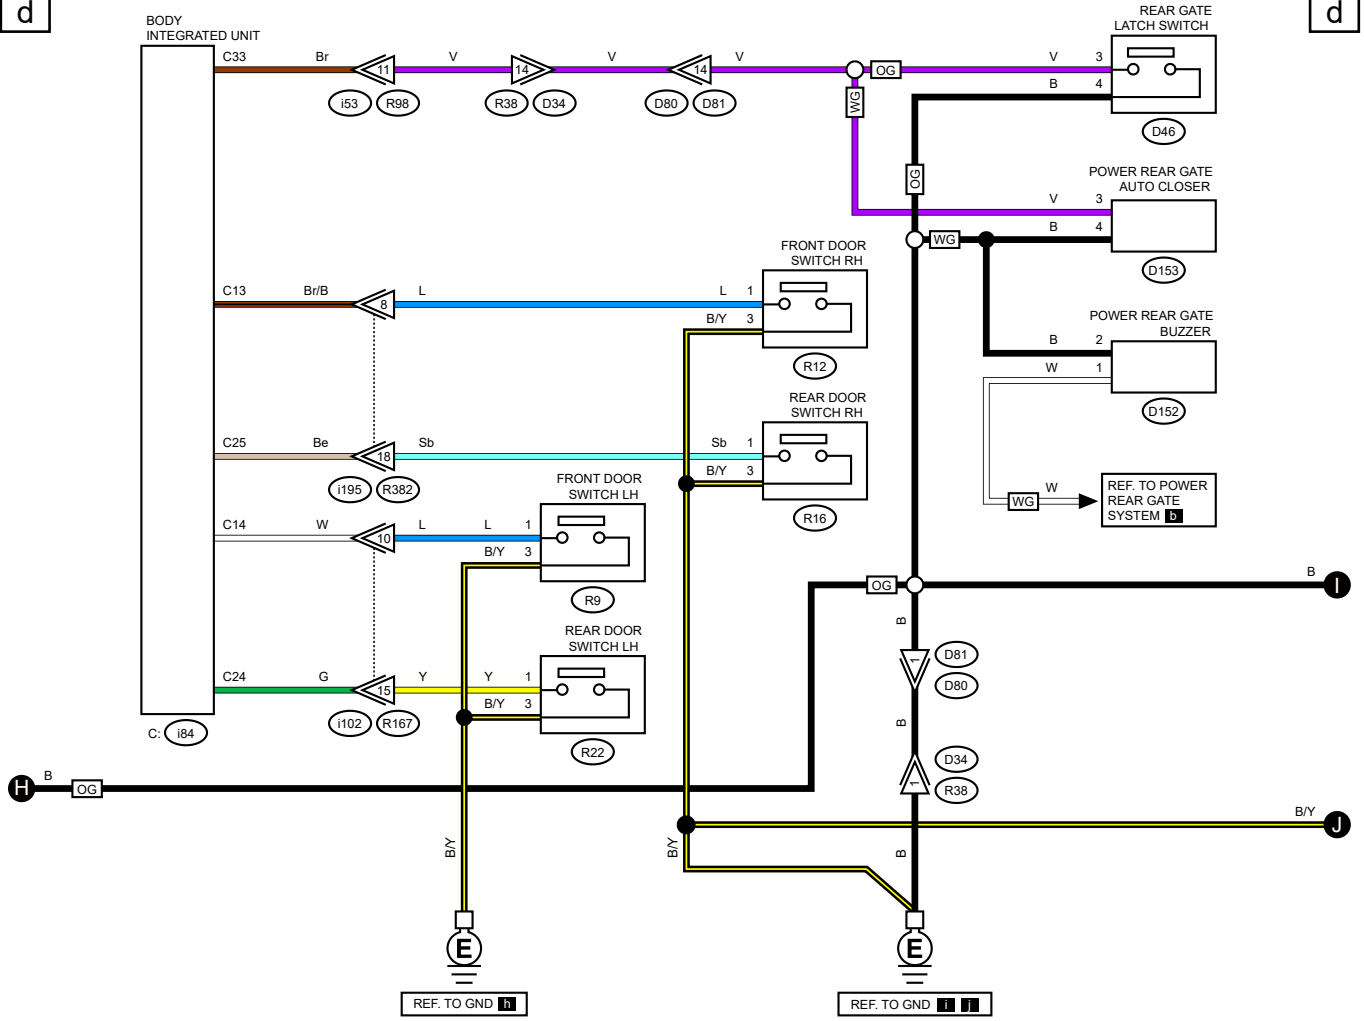 d
d
BODY
INTEGRATED UNIT
REAR GATE
LATCH SWITCH
C33
Br
11
V
14
V
14
V
OG
V
3
i53
R98
R38
D34
D80
D81
WG
B
4
D46
POWER REAR GATE
AUTO CLOSER
OG
V
3
WG
B
4
D153
FRONT DOOR
SWITCH RH
C13
Br/B
8
L
L
1
B/Y
3
R12
POWER REAR GATE
BUZZER
B
2
W
1
D152
REAR DOOR
SWITCH RH
C25
Be
18
Sb
Sb
1
B/Y
3
i195
R382
R16
REF. TO POWER
REAR GATE
SYSTEM b
W
WG
FRONT DOOR
SWITCH LH
C14
W
10
L
L
1
B/Y
3
R9
OG
B
I
REAR DOOR
SWITCH LH
C24
G
15
Y
Y
1
B/Y
3
i102
R167
R22
C: i84
B
1
D81
D80
B
D34
1
R38
H
B
OG
B/Y
J
B/Y
B/Y
B
E
E
REF. TO GND h
REF. TO GND i j